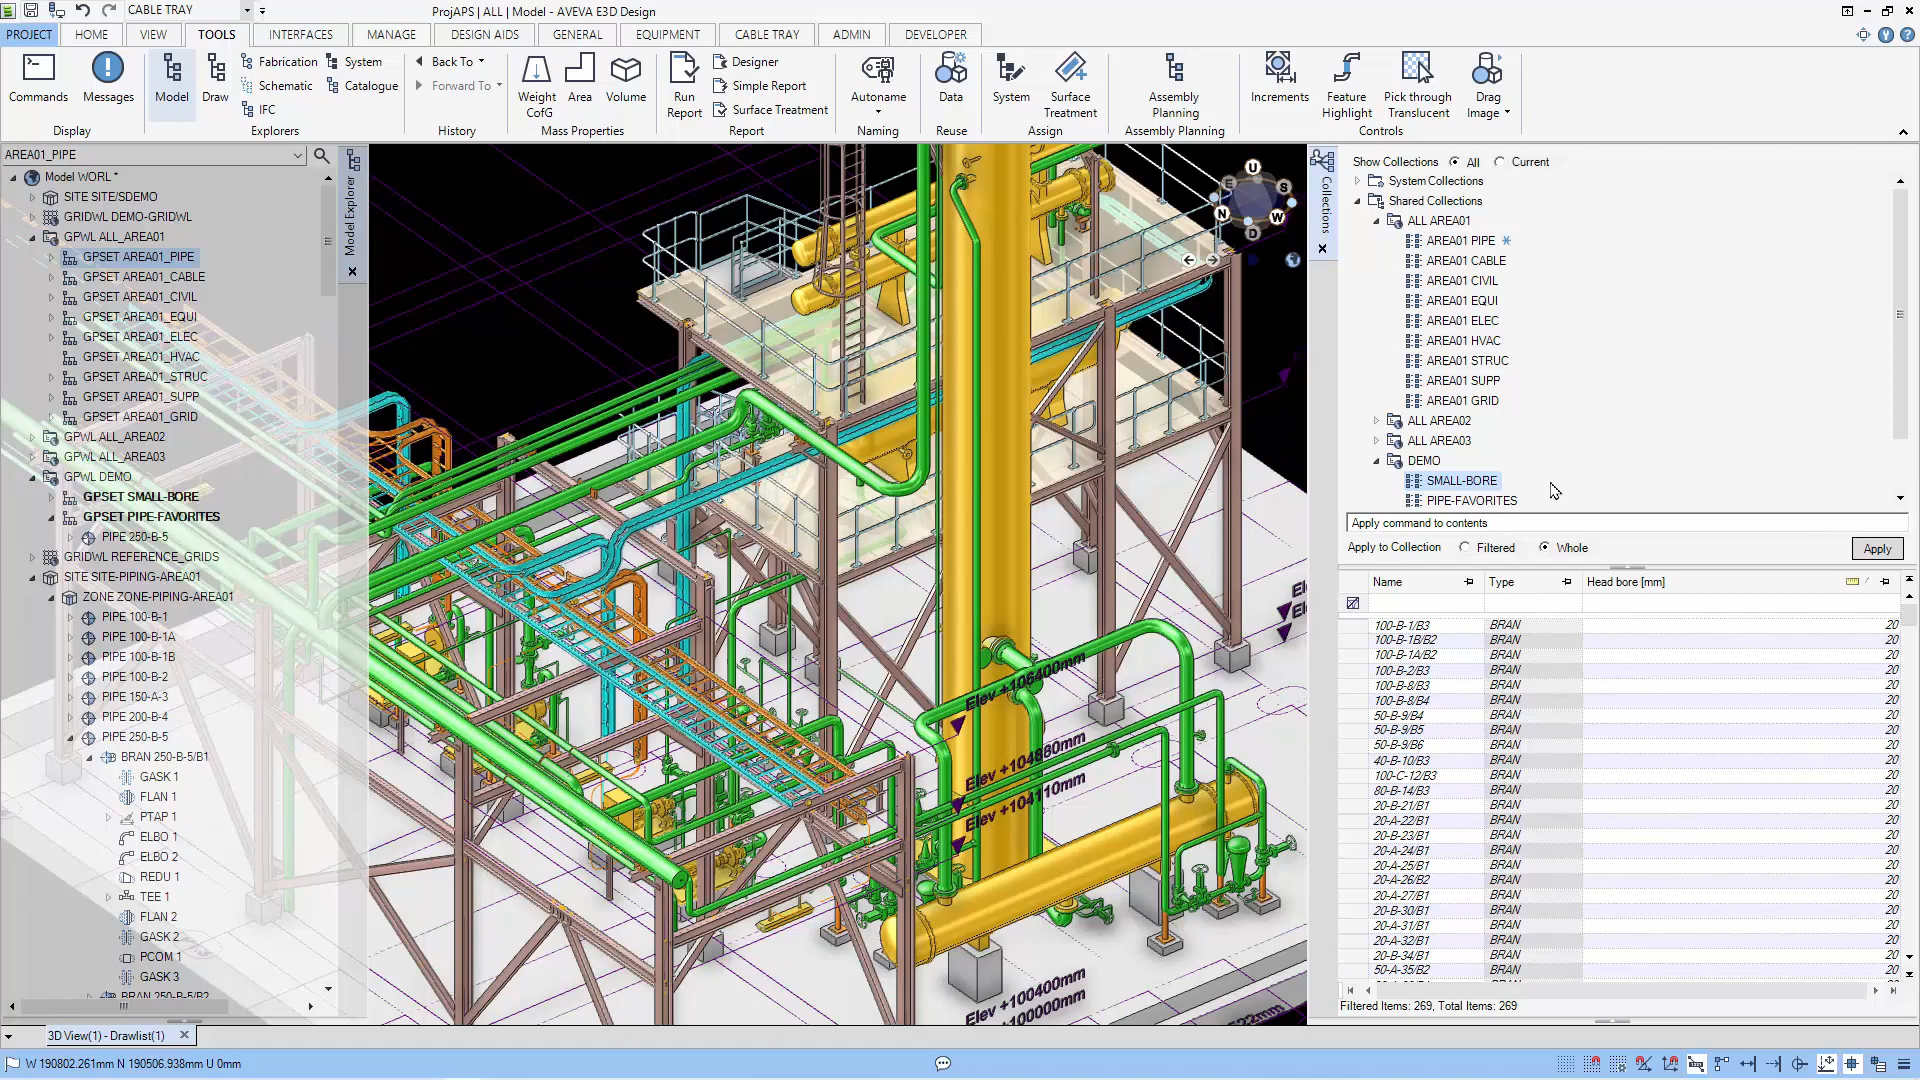 CABLE TRAY
ProjAPS | ALL | Model - AVEVA E3D Design
PROJECT HOME VIEW TOOLS INTERFACES MANAGE DESIGN AIDS GENERAL EQUIPMENT CABLE TRAY ADMIN DEVELOPER
Commands
Messages
Display
Model
Draw
Fabrication
Schematic
IFC
System
Catalogue
Explorers
Back To
Forward To
History
Weight CofG
Area
Volume
Mass Properties
Run Report
Designer
Simple Report
Surface Treatment
Report
Autoname
Naming
Data
Reuse
System
Surface Treatment
Assign
Assembly Planning
Assembly Planning
Increments
Feature Highlight
Pick through Translucent
Drag Image
Controls
AREA01_PIPE
Model Explorer
Model WORL *
SITE SITE/SDEMO
GRIDWL DEMO-GRIDWL
GPWL ALL_AREA01
GPSET AREA01_PIPE
GPSET AREA01_CABLE
GPSET AREA01_CIVIL
GPSET AREA01_EQUI
GPSET AREA01_ELEC
GPSET AREA01_HVAC
GPSET AREA01_STRUC
GPSET AREA01_SUPP
GPSET AREA01_GRID
GPWL ALL_AREA02
GPWL ALL_AREA03
GPWL DEMO
GPSET SMALL-BORE
GPSET PIPE-FAVORITES
PIPE 250-B-5
GRIDWL REFERENCE_GRIDS
SITE SITE-PIPING-AREA01
ZONE ZONE-PIPING-AREA01
PIPE 100-B-1
PIPE 100-B-1A
PIPE 100-B-1B
PIPE 100-B-2
PIPE 150-A-3
PIPE 200-B-4
PIPE 250-B-5
BRAN 250-B-5/B1
GASK 1
FLAN 1
PTAP 1
ELBO 1
ELBO 2
REDU 1
TEE 1
FLAN 2
GASK 2
PCOM 1
GASK 3
BRAN 250-B-5/B2
U
E
S
N
W
D
Elev +106400mm
Elev +104880mm
Elev +104110mm
Elev +100400mm
+100000mm
Collections
Show Collections All Current
System Collections
Shared Collections
ALL AREA01
AREA01 PIPE
AREA01 CABLE
AREA01 CIVIL
AREA01 EQUI
AREA01 ELEC
AREA01 HVAC
AREA01 STRUC
AREA01 SUPP
AREA01 GRID
ALL AREA02
ALL AREA03
DEMO
SMALL-BORE
PIPE-FAVORITES
Apply command to contents
Apply to Collection Filtered Whole Apply
Name Type Head bore [mm]
100-B-1/B3 BRAN 20
100-B-1B/B2 BRAN 20
100-B-1A/B2 BRAN 20
100-B-2/B3 BRAN 20
100-B-8/B3 BRAN 20
100-B-8/B4 BRAN 20
50-B-9/B4 BRAN 20
50-B-9/B5 BRAN 20
50-B-9/B6 BRAN 20
40-B-10/B3 BRAN 20
100-C-12/B3 BRAN 20
80-B-14/B3 BRAN 20
20-B-21/B1 BRAN 20
20-A-22/B1 BRAN 20
20-B-23/B1 BRAN 20
20-A-24/B1 BRAN 20
20-A-25/B1 BRAN 20
20-A-26/B2 BRAN 20
20-A-27/B1 BRAN 20
20-B-30/B1 BRAN 20
20-A-31/B1 BRAN 20
20-A-32/B1 BRAN 20
20-B-34/B1 BRAN 20
50-A-35/B2 BRAN 20
Filtered Items: 269, Total Items: 269
3D View(1) - Drawlist(1)
W 190802.261mm N 190506.938mm U 0mm